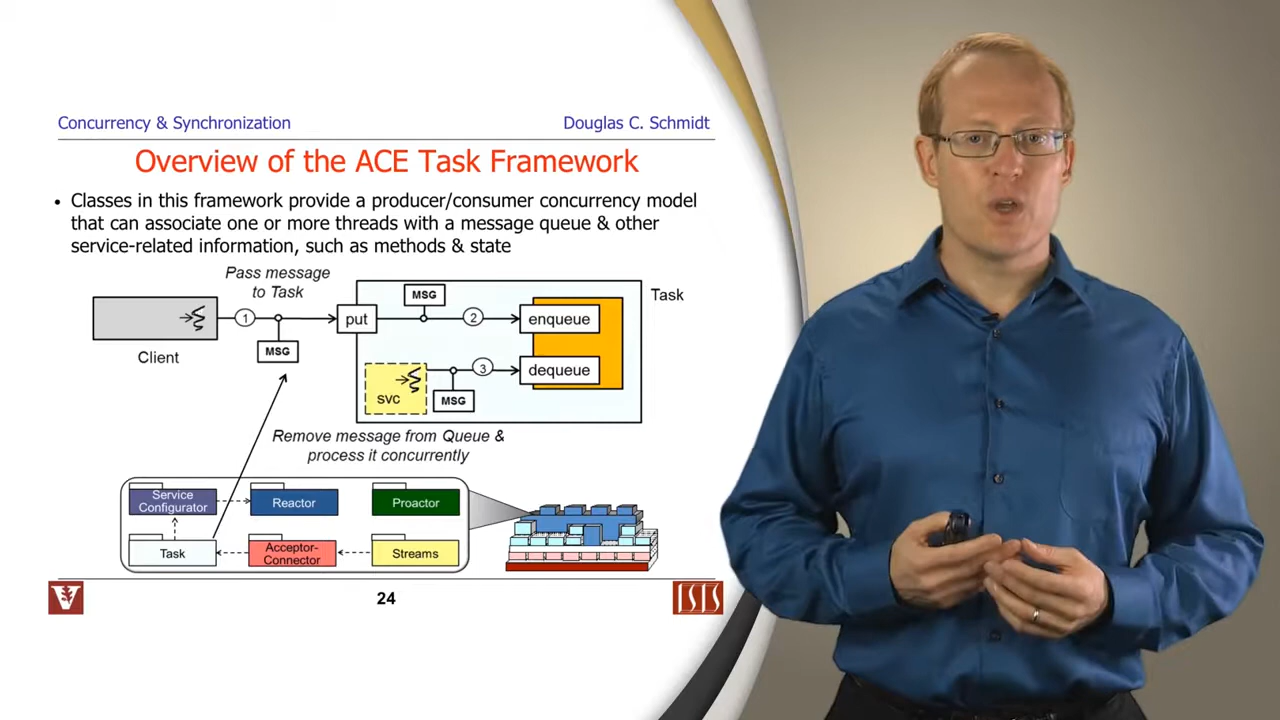 Concurrency & Synchronization
Douglas C. Schmidt
Overview of the ACE Task Framework
• Classes in this framework provide a producer/consumer concurrency model
that can associate one or more threads with a message queue & other
service-related information, such as methods & state
Pass message
to Task
MSG
Task
1
put
2
enqueue
MSG
Client
3
dequeue
SVC
MSG
Remove message from Queue &
process it concurrently
Service
Configurator
Reactor
Proactor
Task
Acceptor-
Connector
Streams
V
24
ISIS